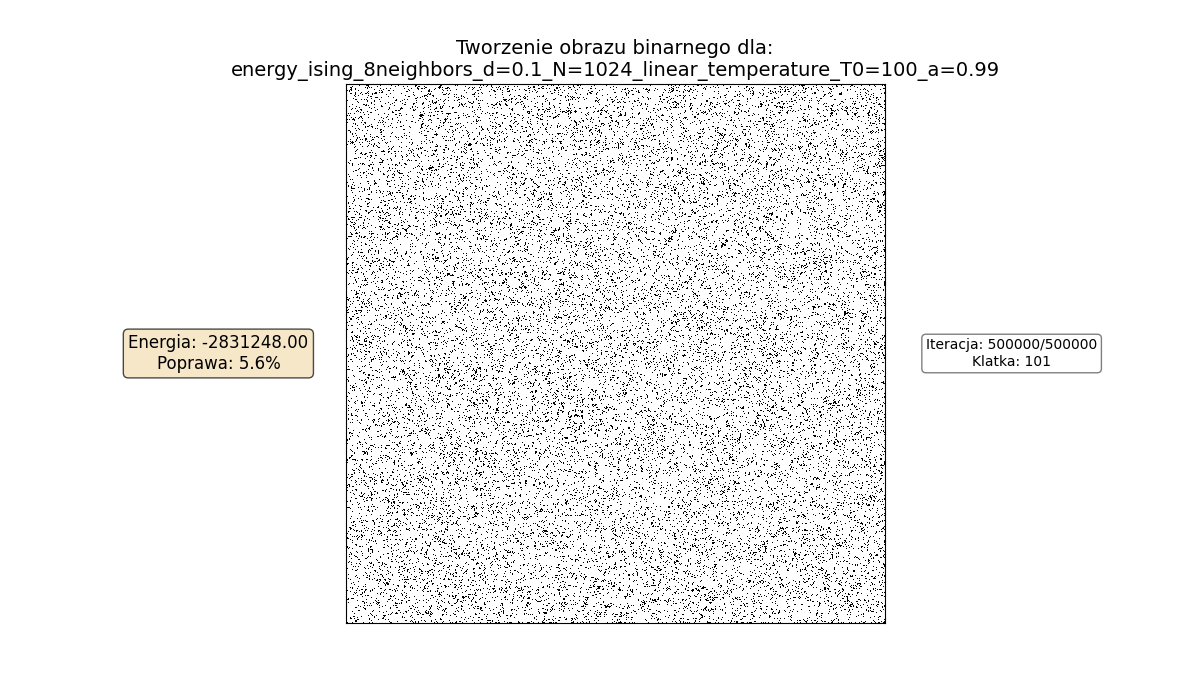 Tworzenie obrazu binarnego dla:
energy_ising_8neighbors_d=0.1_N=1024_linear_temperature_T0=100_a=0.99
Energia: -2831248.00
Poprawa: 5.6%
Iteracja: 500000/500000
Klatka: 101